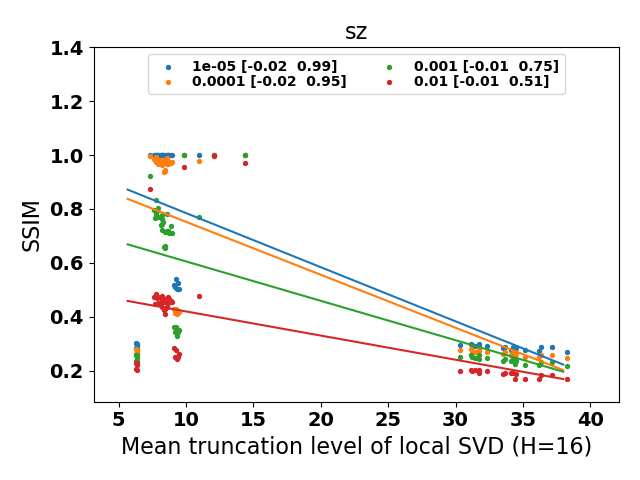 sz
1e-05 [-0.02  0.99]
0.0001 [-0.02  0.95]
0.001 [-0.01  0.75]
0.01 [-0.01  0.51]
SSIM
1.4
1.2
1.0
0.8
0.6
0.4
0.2
5 10 15 20 25 30 35 40
Mean truncation level of local SVD (H=16)